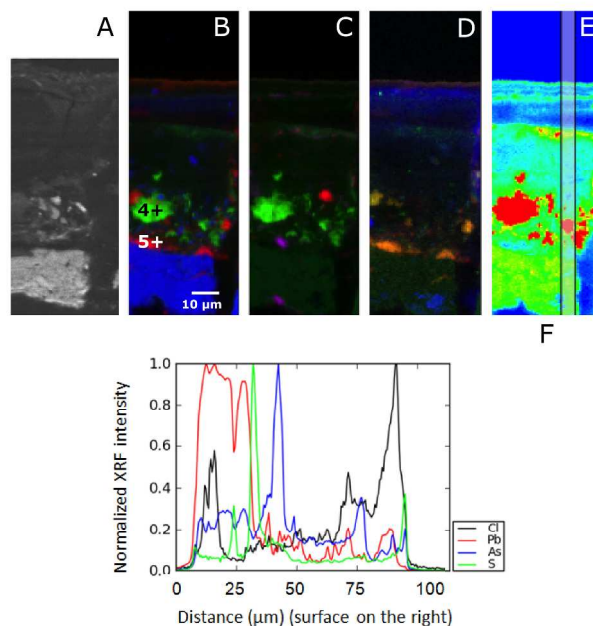 A
B
C
D
E
4+
5+
10 µm
F
Normalized XRF intensity
1.0
0.8
0.6
0.4
0.2
0.0
0 25 50 75 100
Cl
Pb
As
S
Distance (µm) (surface on the right)